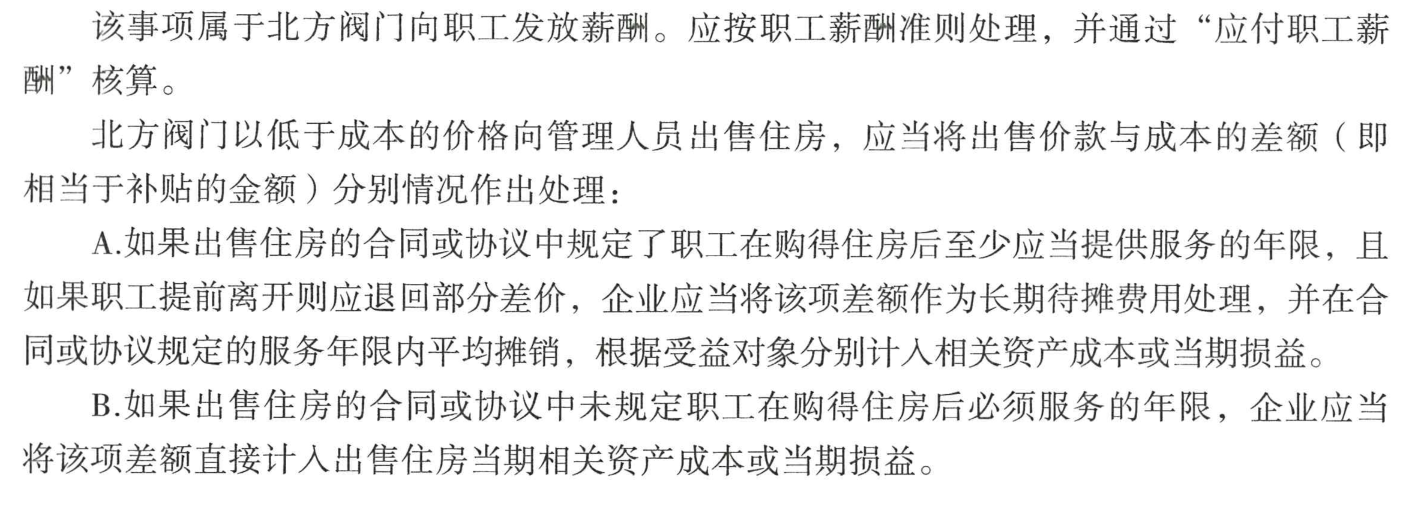 该事项属于北方阀门向职工发放薪酬。应按职工薪酬准则处理，并通过“应付职工薪
酬”核算。
北方阀门以低于成本的价格向管理人员出售住房，应当将出售价款与成本的差额（即
相当于补贴的金额）分别情况作出处理：
A.如果出售住房的合同或协议中规定了职工在购得住房后至少应当提供服务的年限，且
如果职工提前离开则应退回部分差价，企业应当将该项差额作为长期待摊费用处理，并在合
同或协议规定的服务年限内平均摊销，根据受益对象分别计入相关资产成本或当期损益。
B.如果出售住房的合同或协议中未规定职工在购得住房后必须服务的年限，企业应当
将该项差额直接计入出售住房当期相关资产成本或当期损益。